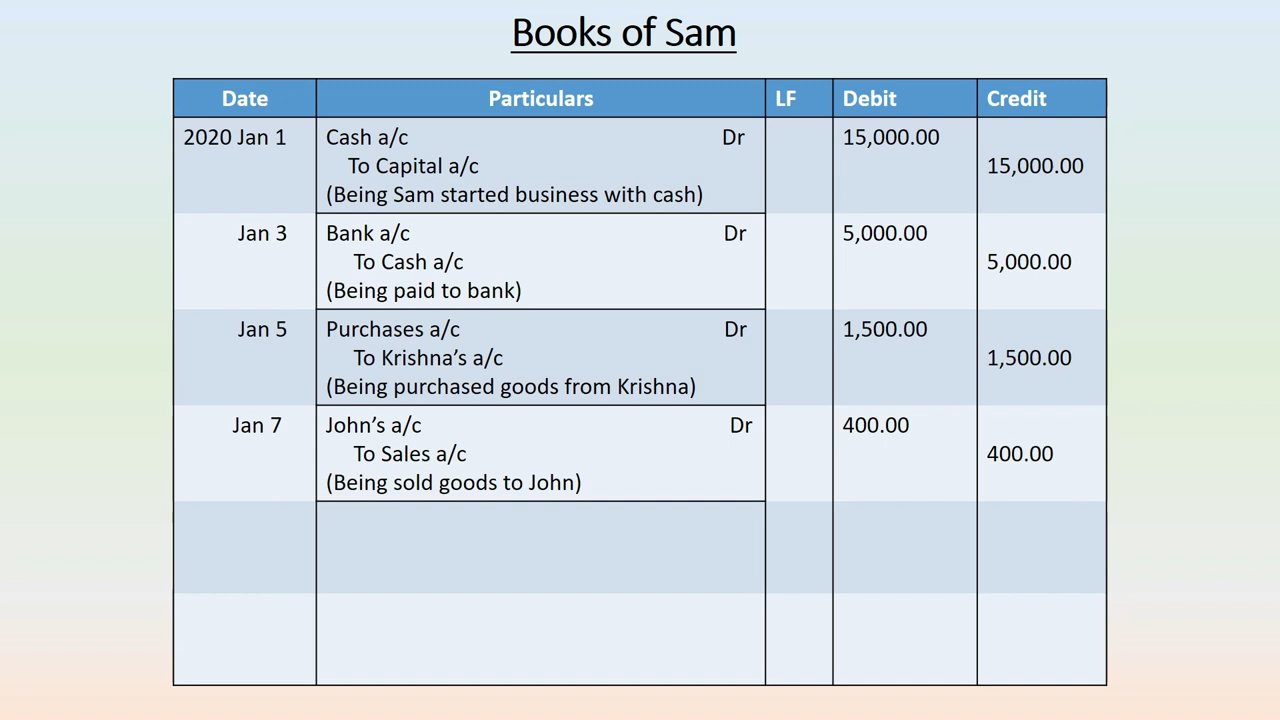 Books of Sam
Date Particulars LF Debit Credit
2020 Jan 1 Cash a/c Dr 15,000.00
To Capital a/c 15,000.00
(Being Sam started business with cash)
Jan 3 Bank a/c Dr 5,000.00
To Cash a/c 5,000.00
(Being paid to bank)
Jan 5 Purchases a/c Dr 1,500.00
To Krishna’s a/c 1,500.00
(Being purchased goods from Krishna)
Jan 7 John’s a/c Dr 400.00
To Sales a/c 400.00
(Being sold goods to John)